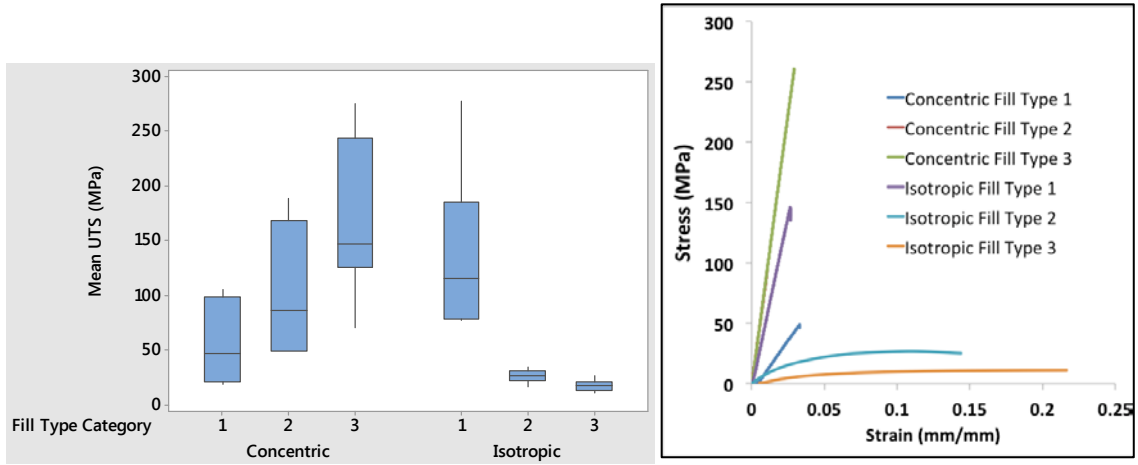 300
250
200
150
100
50
0
Mean UTS (MPa)
Fill Type Category 1 2 3 1 2 3
Concentric Isotropic
300
250
200
150
100
50
0
Stress (MPa)
Concentric Fill Type 1
Concentric Fill Type 2
Concentric Fill Type 3
Isotropic Fill Type 1
Isotropic Fill Type 2
Isotropic Fill Type 3
0 0.05 0.1 0.15 0.2 0.25
Strain (mm/mm)